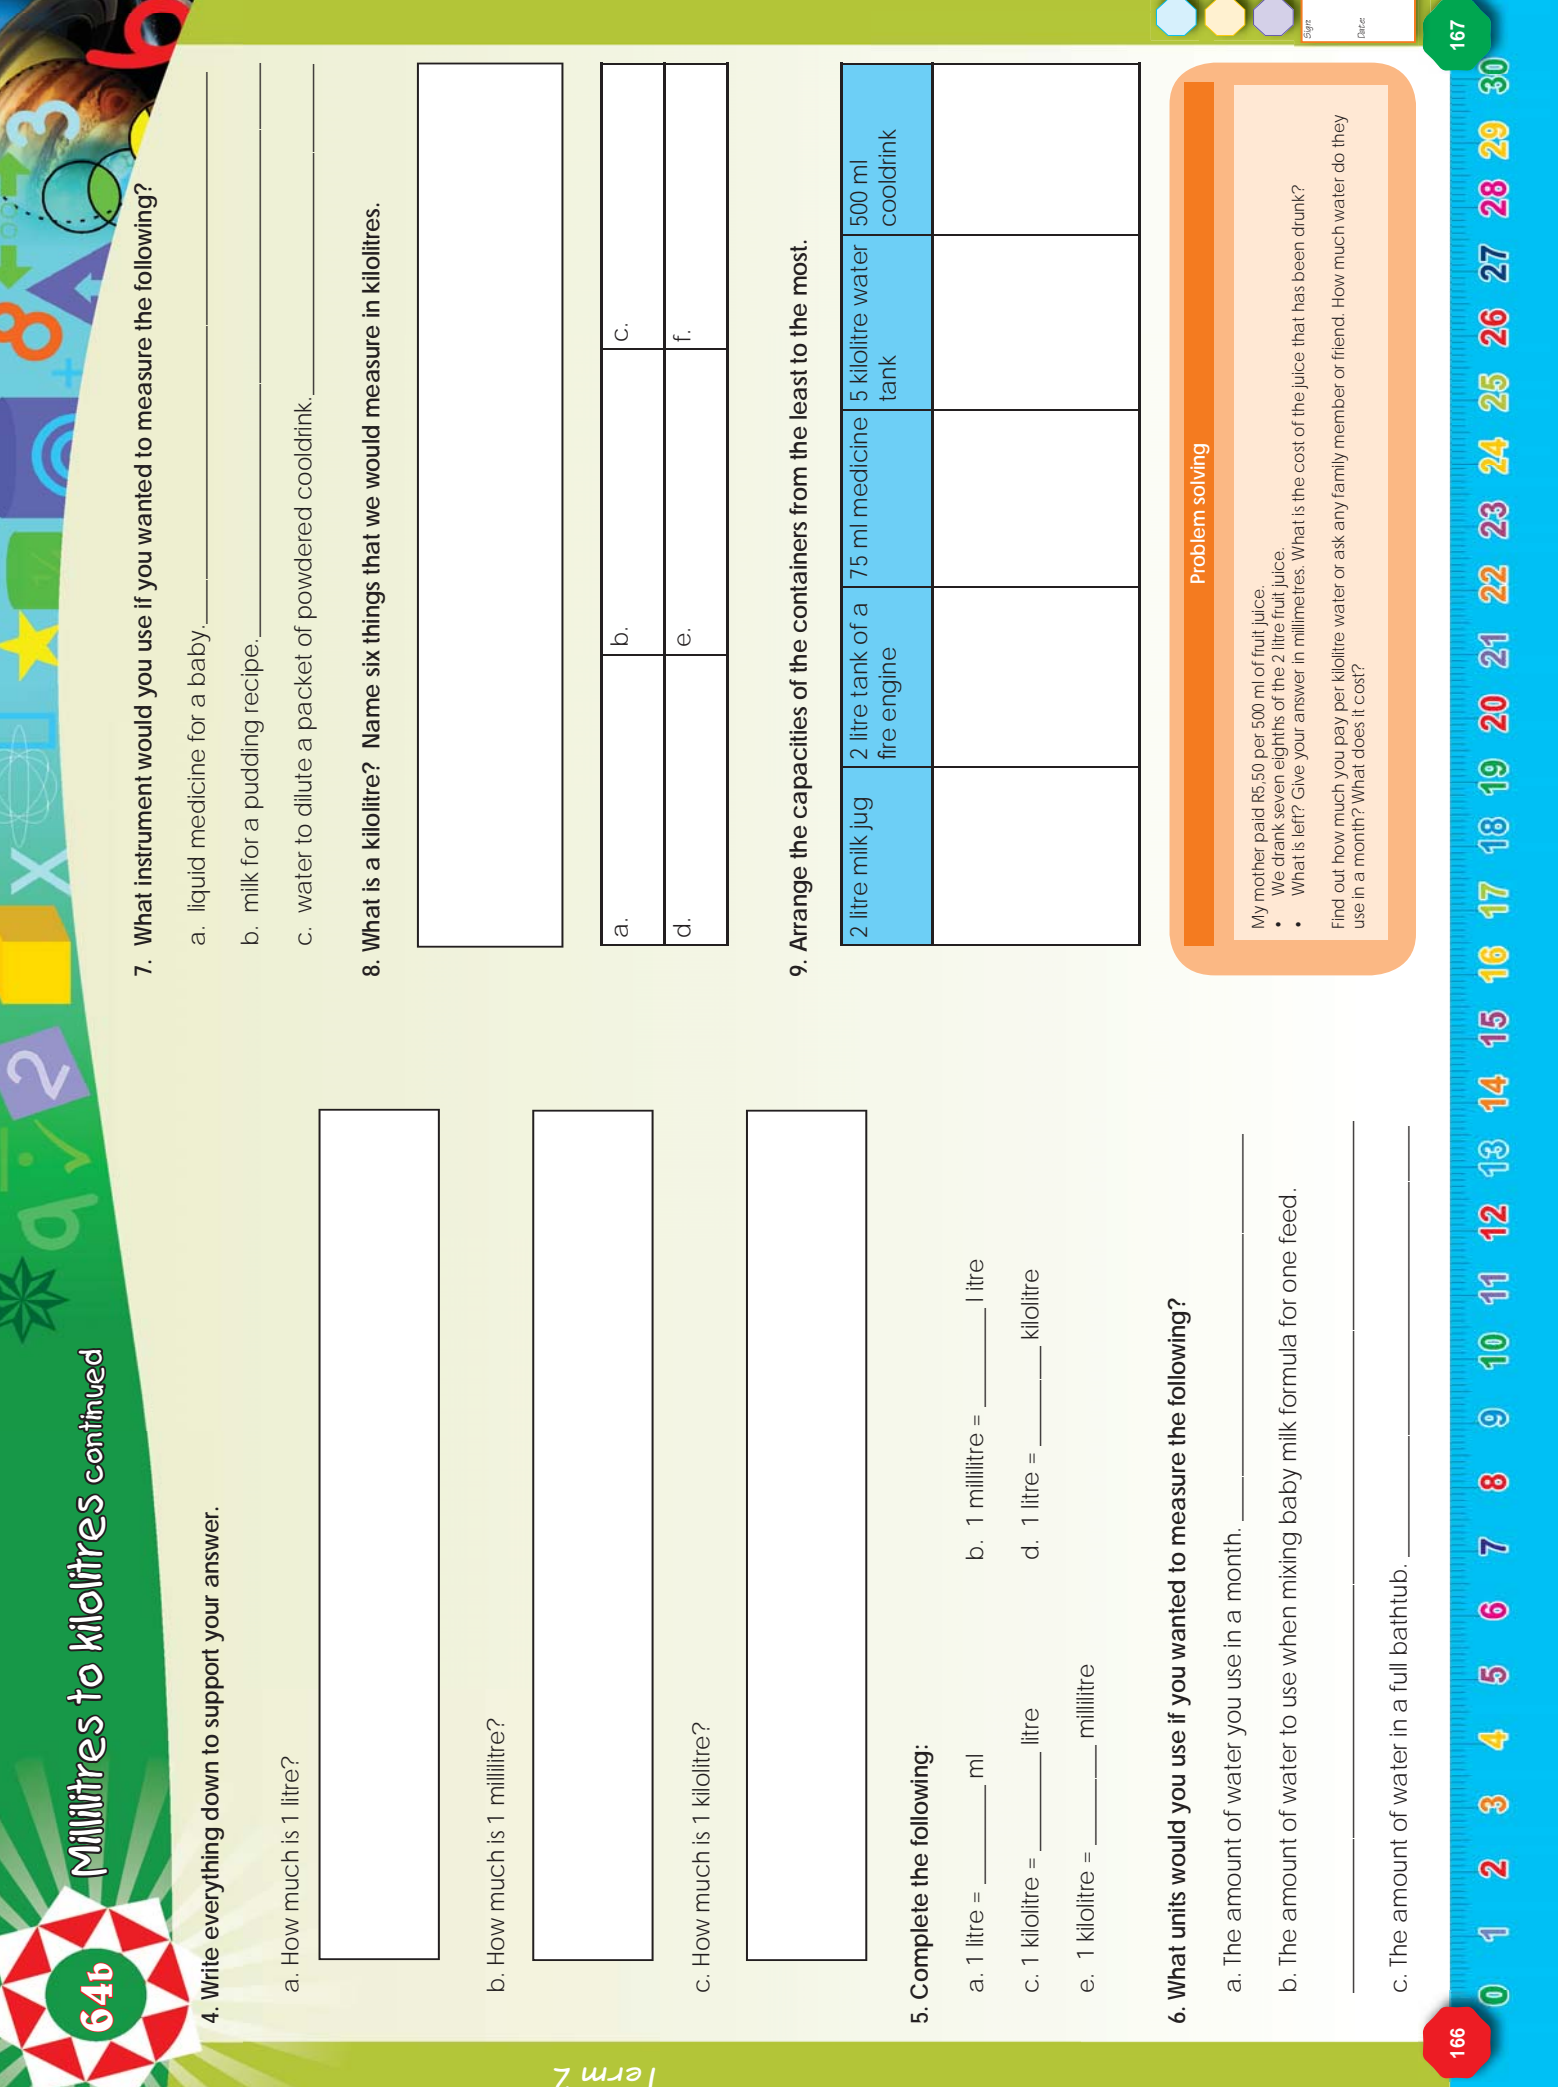 64b
Millilitres to kilolitres continued
Term 2
4. Write everything down to support your answer.
a. How much is 1 litre?
b. How much is 1 millilitre?
c. How much is 1 kilolitre?
5. Complete the following:
a. 1 litre = ______ ml
b. 1 millilitre = ______ l itre
c. 1 kilolitre = ______ litre
d. 1 litre = ______ kilolitre
e. 1 kilolitre = ______ millilitre
6. What units would you use if you wanted to measure the following?
a. The amount of water you use in a month.
b. The amount of water to use when mixing baby milk formula for one feed.
c. The amount of water in a full bathtub.
166
7. What instrument would you use if you wanted to measure the following?
a. liquid medicine for a baby.
b. milk for a pudding recipe.
c. water to dilute a packet of powdered cooldrink.
8. What is a kilolitre? Name six things that we would measure in kilolitres.
a. b. c.
d. e. f.
9. Arrange the capacities of the containers from the least to the most.
2 litre milk jug
2 litre tank of a
fire engine
75 ml medicine
5 kilolitre water
tank
500 ml
cooldrink
Problem solving
My mother paid R5,50 per 500 ml of fruit juice.
• We drank seven eighths of the 2 litre fruit juice.
• What is left? Give your answer in millimetres. What is the cost of the juice that has been drunk?
Find out how much you pay per kilolitre water or ask any family member or friend. How much water do they
use in a month? What does it cost?
Sign:
Date:
167
0 1 2 3 4 5 6 7 8 9 10 11 12 13 14 15 16 17 18 19 20 21 22 23 24 25 26 27 28 29 30